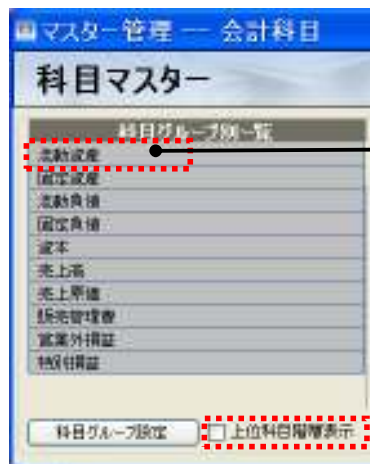 マスター管理 — 会計科目
科目マスター
科目グループ別一覧
流動資産
固定資産
流動負債
固定負債
資本
売上高
売上原価
販売管理費
営業外損益
特別損益
科目グループ設定
上位科目階層表示